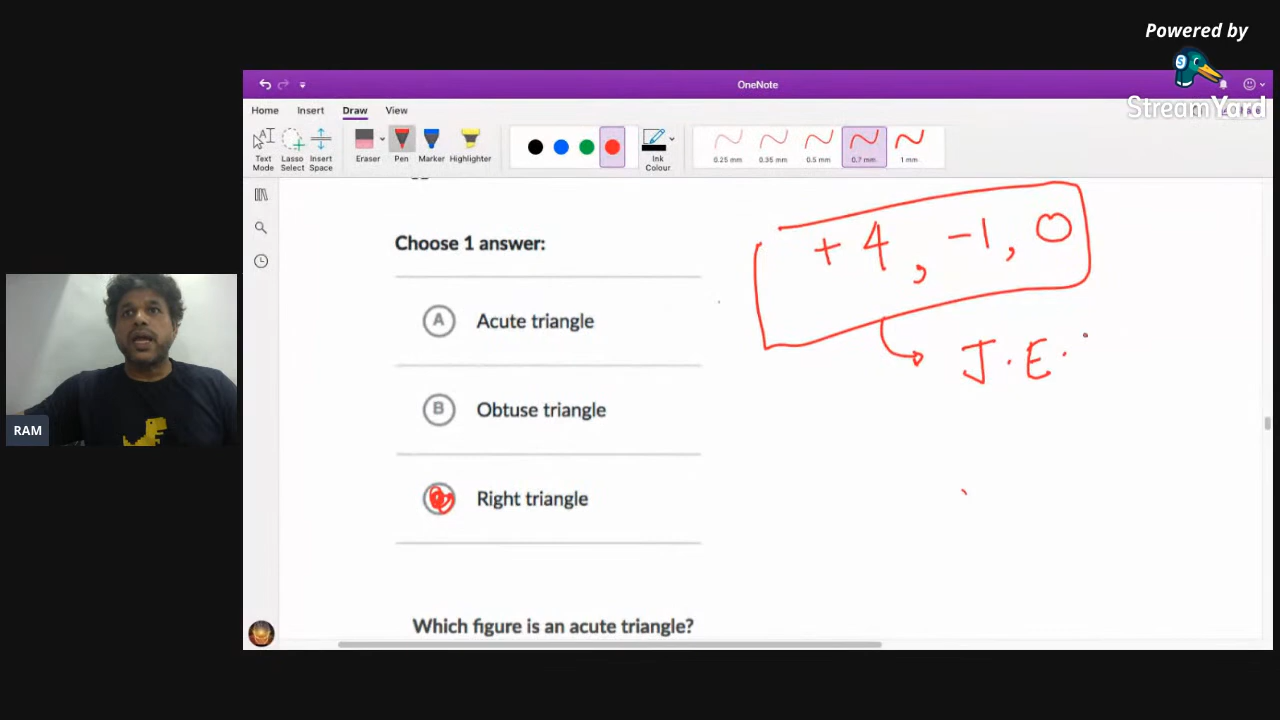 Powered by
StreamYard
OneNote
Home Insert Draw View
Text Mode
Lasso Select
Insert Space
Eraser
Pen
Marker
Highlighter
Ink Colour
0.25 mm
0.35 mm
0.5 mm
0.7 mm
1 mm
Choose 1 answer:
A Acute triangle
B Obtuse triangle
Right triangle
Which figure is an acute triangle?
+4, -1, 0
J.E.
RAM